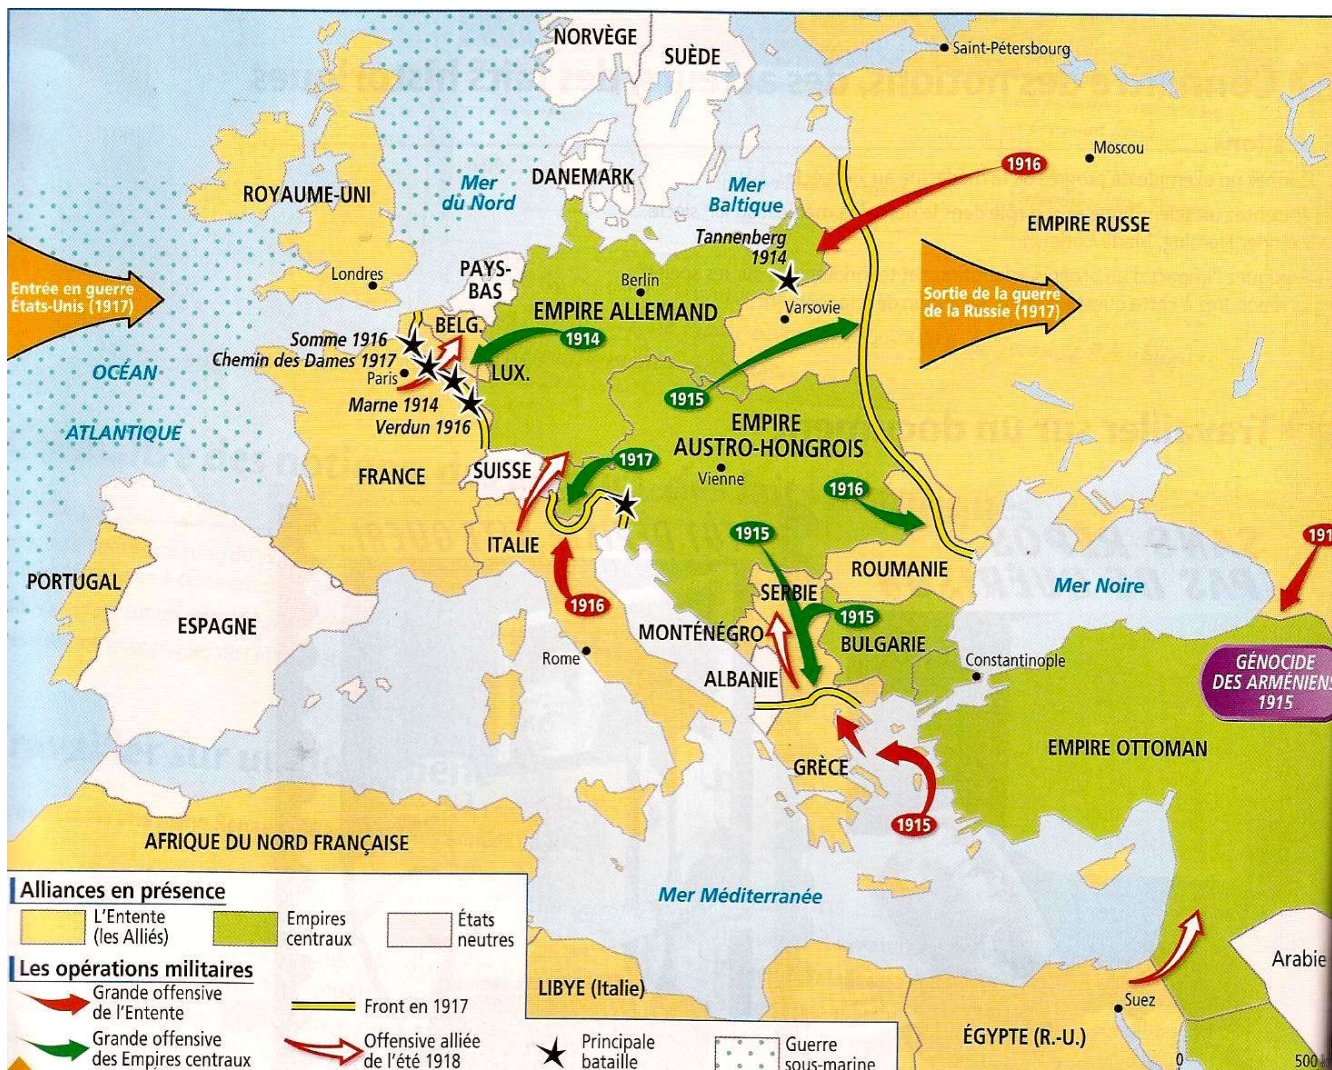 NORVÈGE
SUÈDE
Saint-Pétersbourg
Moscou
1916
ROYAUME-UNI
Mer
du Nord
DANEMARK
Mer
Baltique
EMPIRE RUSSE
Tannenberg
1914
Londres
PAYS-
BAS
Berlin
Entrée en guerre
États-Unis (1917)
EMPIRE ALLEMAND
Varsovie
Sortie de la guerre
de la Russie (1917)
BELG.
Somme 1916
1914
Chemin des Dames 1917
OCÉAN
Paris
LUX.
Marne 1914
1915
Verdun 1916
ATLANTIQUE
EMPIRE
AUSTRO-HONGROIS
FRANCE
SUISSE
1917
Vienne
1916
ITALIE
1915
ROUMANIE
PORTUGAL
SERBIE
Mer Noire
1916
ESPAGNE
1915
MONTÉNÉGRO
BULGARIE
Rome
Constantinople
ALBANIE
GÉNOCIDE
DES ARMÉNIENS
1915
EMPIRE OTTOMAN
GRÈCE
1915
AFRIQUE DU NORD FRANÇAISE
Mer Méditerranée
Alliances en présence
L'Entente
(les Alliés)
Empires
centraux
États
neutres
Les opérations militaires
Grande offensive
de l'Entente
Front en 1917
Grande offensive
des Empires centraux
Offensive alliée
de l'été 1918
Principale
bataille
Guerre
sous-marine
LIBYE (Italie)
ÉGYPTE (R.-U.)
Suez
Arabie
0
500